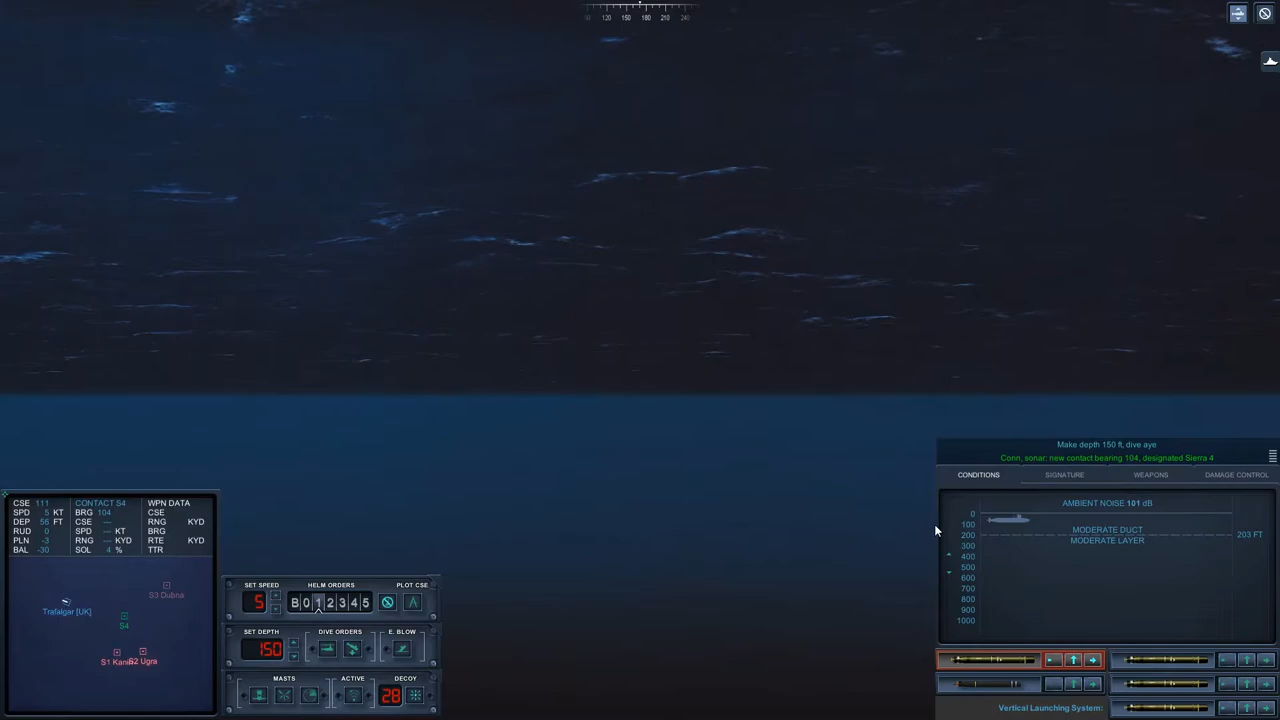 120 150 180 210 240
Make depth 150 ft, dive aye
Conn, sonar: new contact bearing 104, designated Sierra 4
CONDITIONS SIGNATURE WEAPONS DAMAGE CONTROL
AMBIENT NOISE 101 dB
0
100
200
300
400
500
600
700
800
900
1000
MODERATE DUCT
MODERATE LAYER
203 FT
Vertical Launching System:
CSE 111 CONTACT S4 WPN DATA
SPD 5 KT BRG 104 CSE
DEP 56 FT CSE --- RNG KYD
RUD 0 SPD --- KT BRG
PLN -3 RNG --- KYD RTE KYD
BAL -30 SOL 4 % TTR
S3 Dubna
Trafalgar [UK]
S4
S1 Kanin
S2 Ugra
SET SPEED HELM ORDERS PLOT CSE
5 B 0 1 2 3 4 5
SET DEPTH DIVE ORDERS E. BLOW
150
MASTS ACTIVE DECOY
28